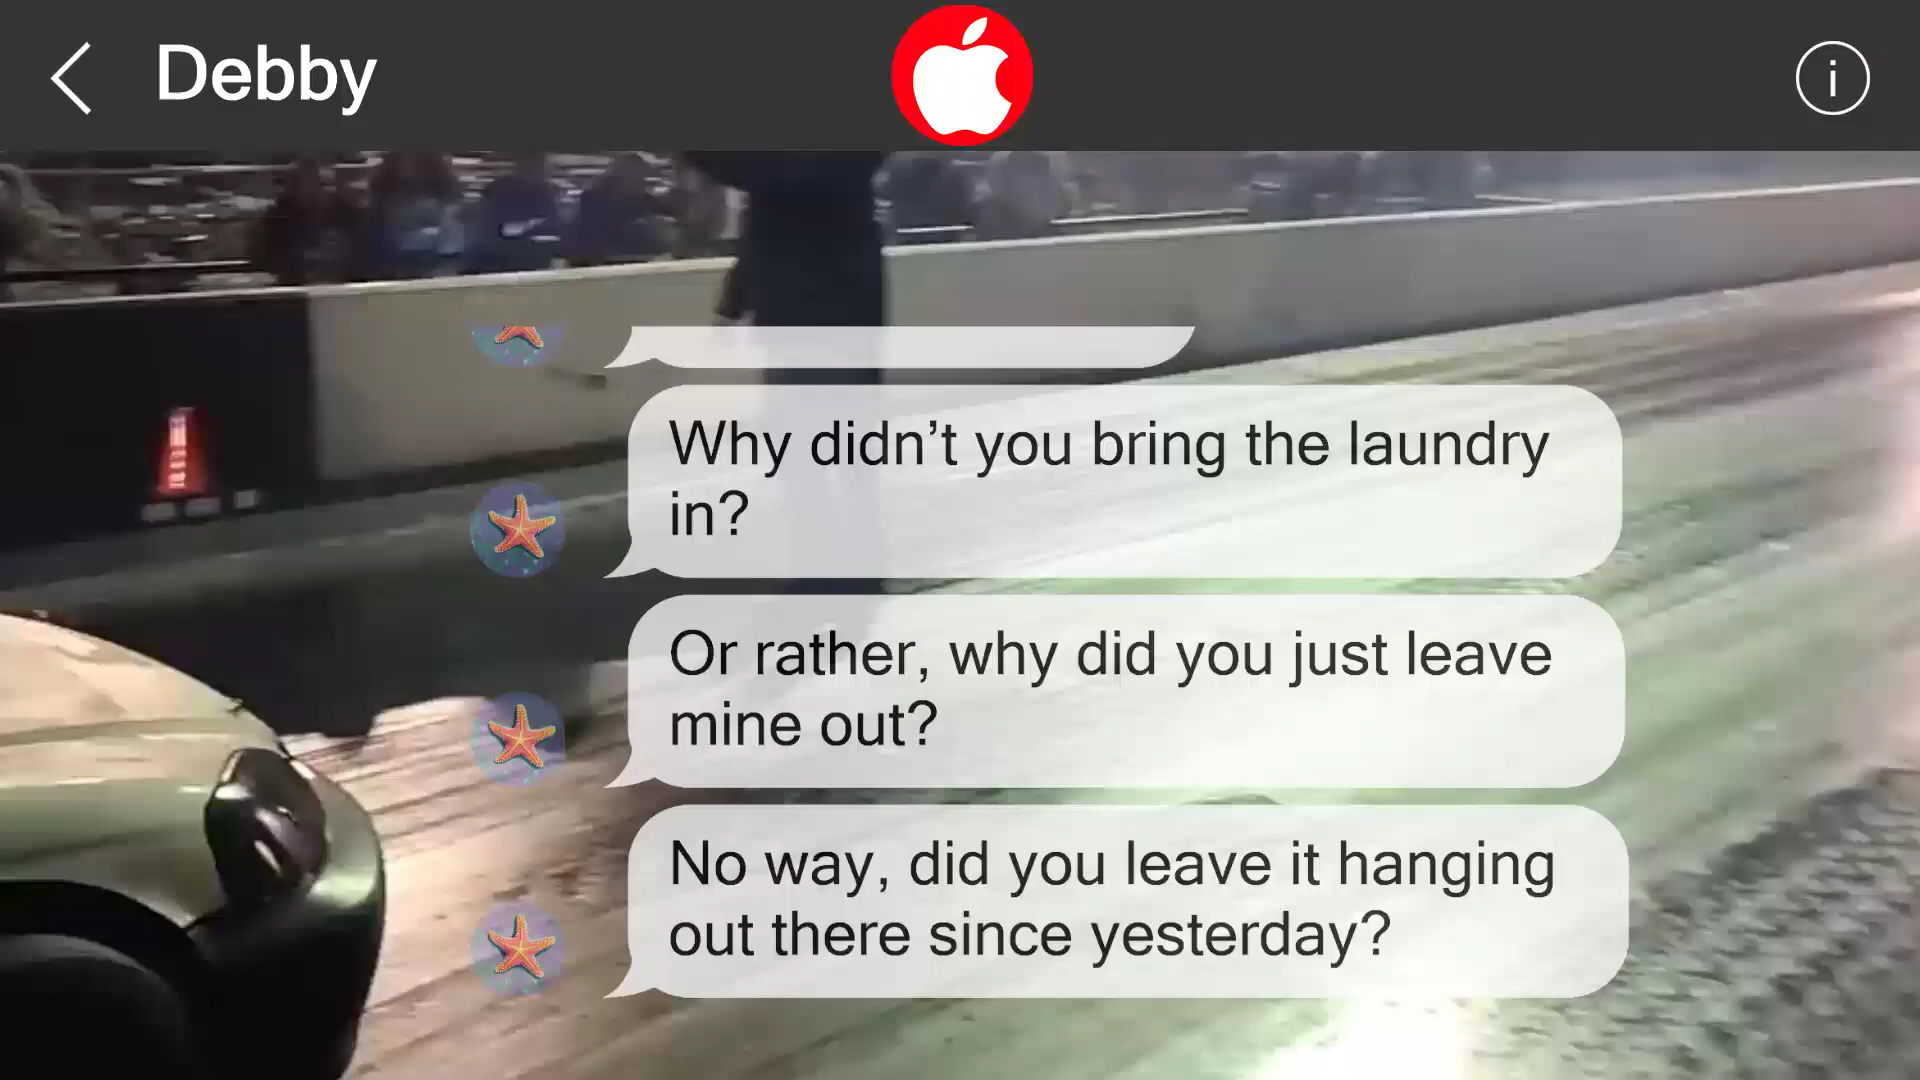 Debby
i
Why didn’t you bring the laundry
in?
Or rather, why did you just leave
mine out?
No way, did you leave it hanging
out there since yesterday?